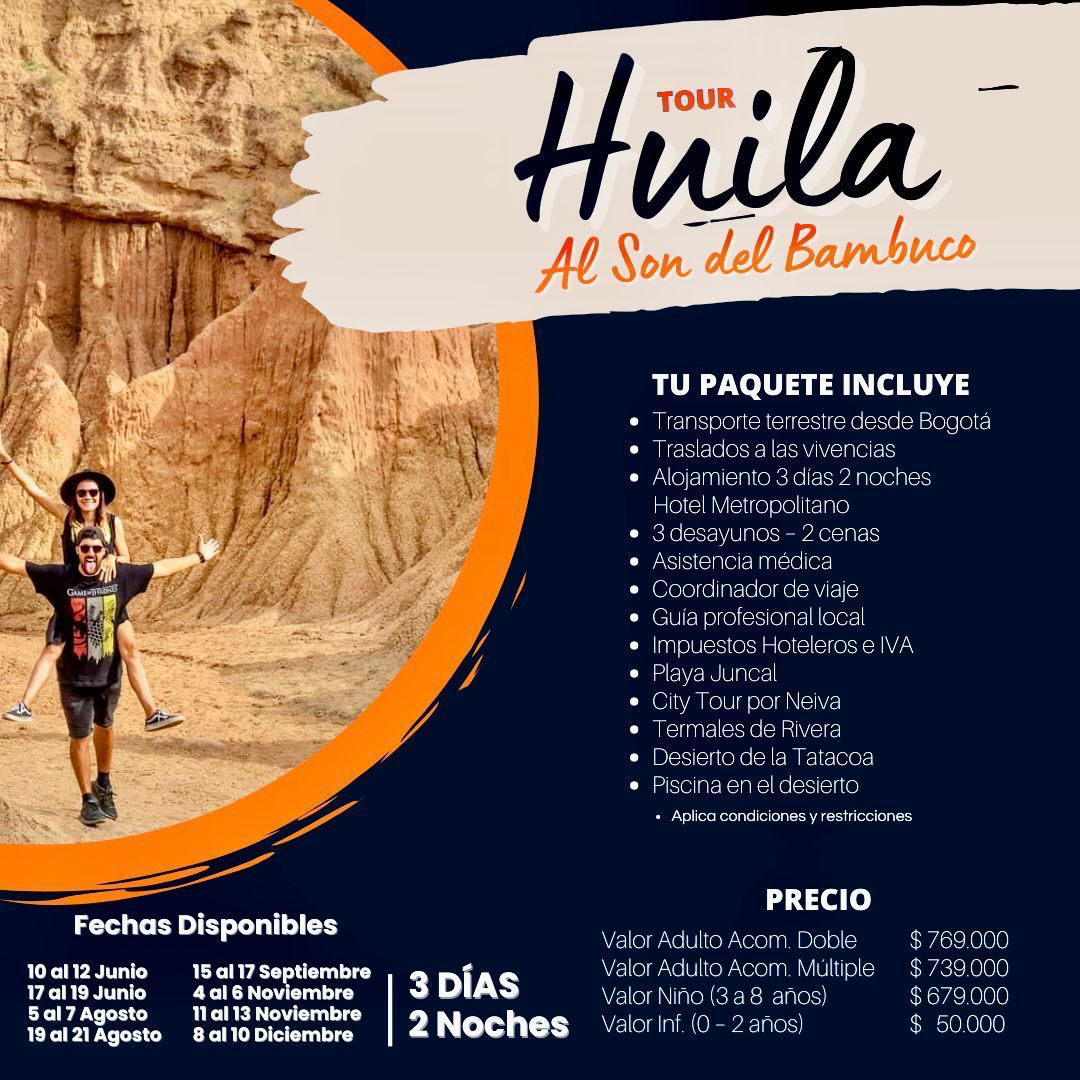 TOUR
Huila
Al Son del Bambuco
TU PAQUETE INCLUYE
• Transporte terrestre desde Bogotá
• Traslados a las vivencias
• Alojamiento 3 días 2 noches
Hotel Metropolitano
• 3 desayunos – 2 cenas
• Asistencia médica
• Coordinador de viaje
• Guía profesional local
• Impuestos Hoteleros e IVA
• Playa Juncal
• City Tour por Neiva
• Termales de Rivera
• Desierto de la Tatacoa
• Piscina en el desierto
• Aplica condiciones y restricciones
GAME OF THRONES
Fechas Disponibles
10 al 12 Junio
17 al 19 Junio
5 al 7 Agosto
19 al 21 Agosto
15 al 17 Septiembre
4 al 6 Noviembre
11 al 13 Noviembre
8 al 10 Diciembre
3 DÍAS
2 Noches
PRECIO
Valor Adulto Acom. Doble $ 769.000
Valor Adulto Acom. Múltiple $ 739.000
Valor Niño (3 a 8 años) $ 679.000
Valor Inf. (0 – 2 años) $ 50.000